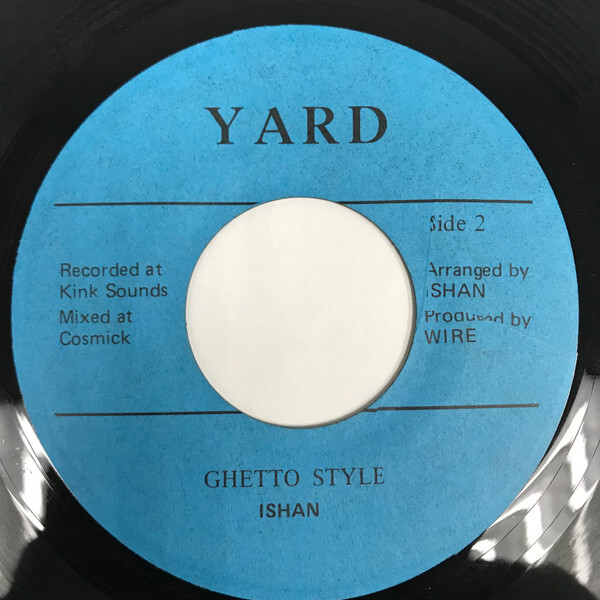 YARD
Side 2
Recorded at
Kink Sounds
Mixed at
Cosmick
Arranged by
ISHAN
Produced by
WIRE
GHETTO STYLE
ISHAN